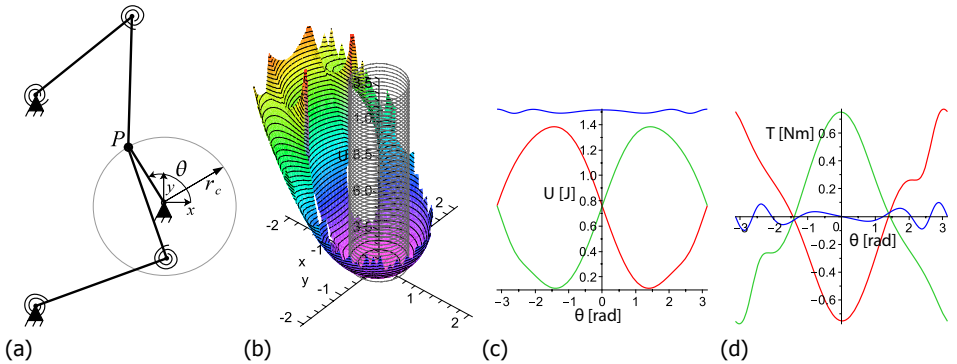 P
θ
y
x
r_c
(a)
3.5
1.0
U
8.5
6.0
3.5
-2
-1
x
y
-1
-2
1
2
2
(b)
1.4
1.2
1.0
U [J]
0.8
0.6
0.4
0.2
−3 −2 −1 0 1 2 3
θ [rad]
(c)
T [Nm]
0.6
0.4
0.2
0
−3 −2 −1 0 1 2 3
−0.2
θ [rad]
−0.4
−0.6
(d)